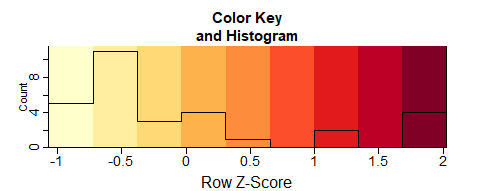 Color Key
and Histogram
Count
0 4 8
-1 -0.5 0 0.5 1 1.5 2
Row Z-Score